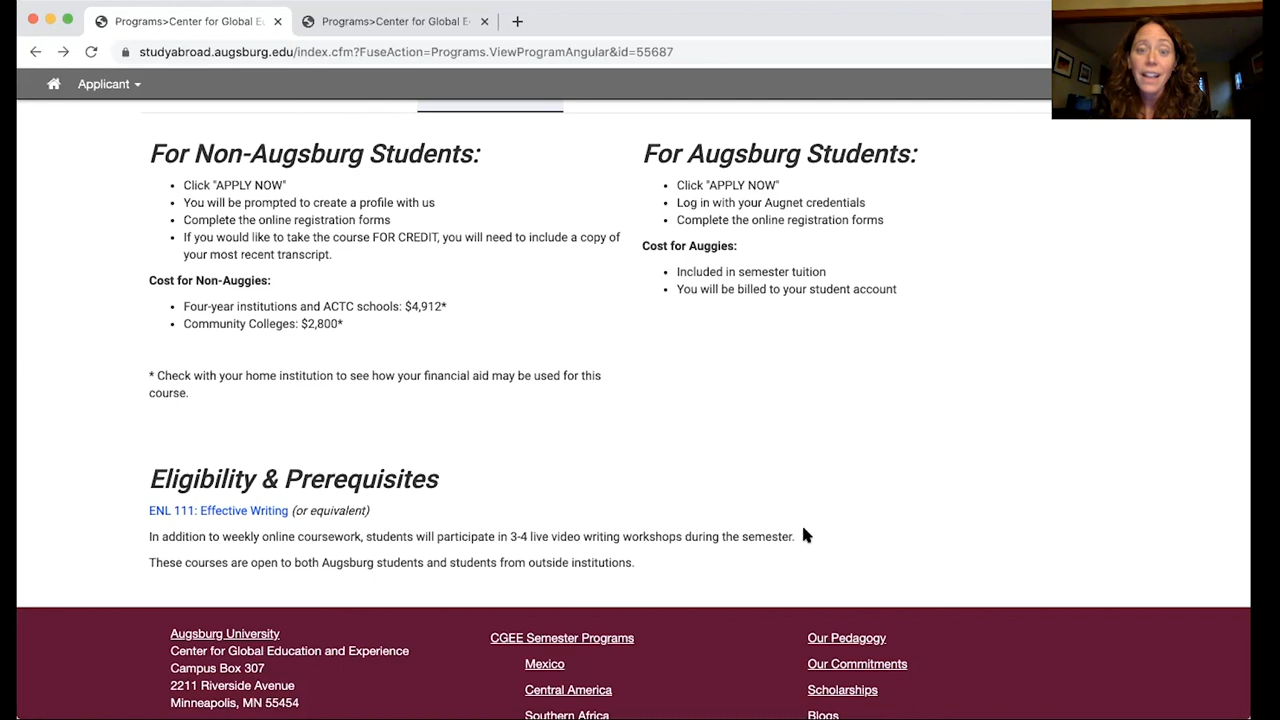 Programs>Center for Global E
Programs>Center for Global E
studyabroad.augsburg.edu/index.cfm?FuseAction=Programs.ViewProgramAngular&id=55687
Applicant
For Non-Augsburg Students:
Click "APPLY NOW"
You will be prompted to create a profile with us
Complete the online registration forms
If you would like to take the course FOR CREDIT, you will need to include a copy of
your most recent transcript.
Cost for Non-Auggies:
Four-year institutions and ACTC schools: $4,912*
Community Colleges: $2,800*
* Check with your home institution to see how your financial aid may be used for this
course.
For Augsburg Students:
Click "APPLY NOW"
Log in with your Augnet credentials
Complete the online registration forms
Cost for Auggies:
Included in semester tuition
You will be billed to your student account
Eligibility & Prerequisites
ENL 111: Effective Writing (or equivalent)
In addition to weekly online coursework, students will participate in 3-4 live video writing workshops during the semester.
These courses are open to both Augsburg students and students from outside institutions.
Augsburg University
Center for Global Education and Experience
Campus Box 307
2211 Riverside Avenue
Minneapolis, MN 55454
CGEE Semester Programs
Mexico
Central America
Southern Africa
Our Pedagogy
Our Commitments
Scholarships
Blogs